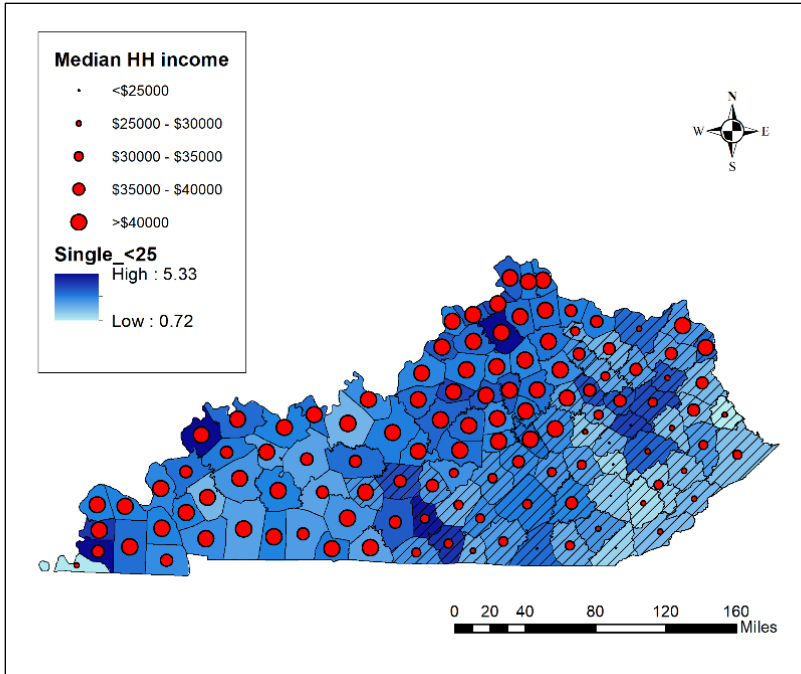 Median HH income
<$25000
$25000 - $30000
$30000 - $35000
$35000 - $40000
>$40000
Single_<25
High : 5.33
Low : 0.72
N
W E
S
0 20 40 80 120 160
Miles